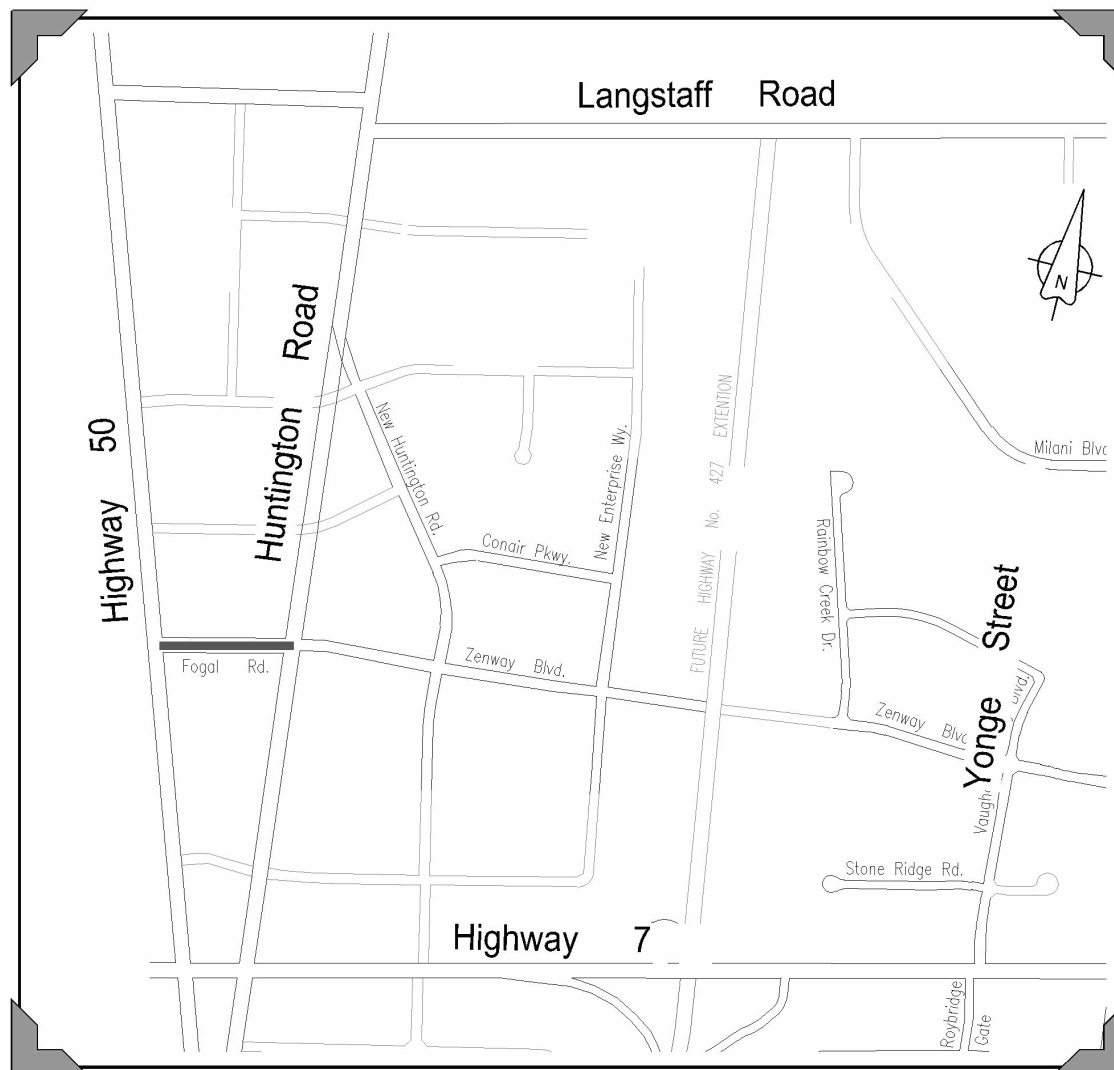 Langstaff Road
Huntington Road
Highway 50
N
FUTURE HIGHWAY No. 427 EXTENTION
New Huntington Rd.
New Enterprise Wy.
Milani Blvd
Conair Pkwy.
Rainbow Creek Dr.
Yonge Street
Fogal Rd.
Zenway Blvd.
Zenway Blvd
Blvd.
Vaugh
Stone Ridge Rd.
Highway 7
Roybridge
Gate